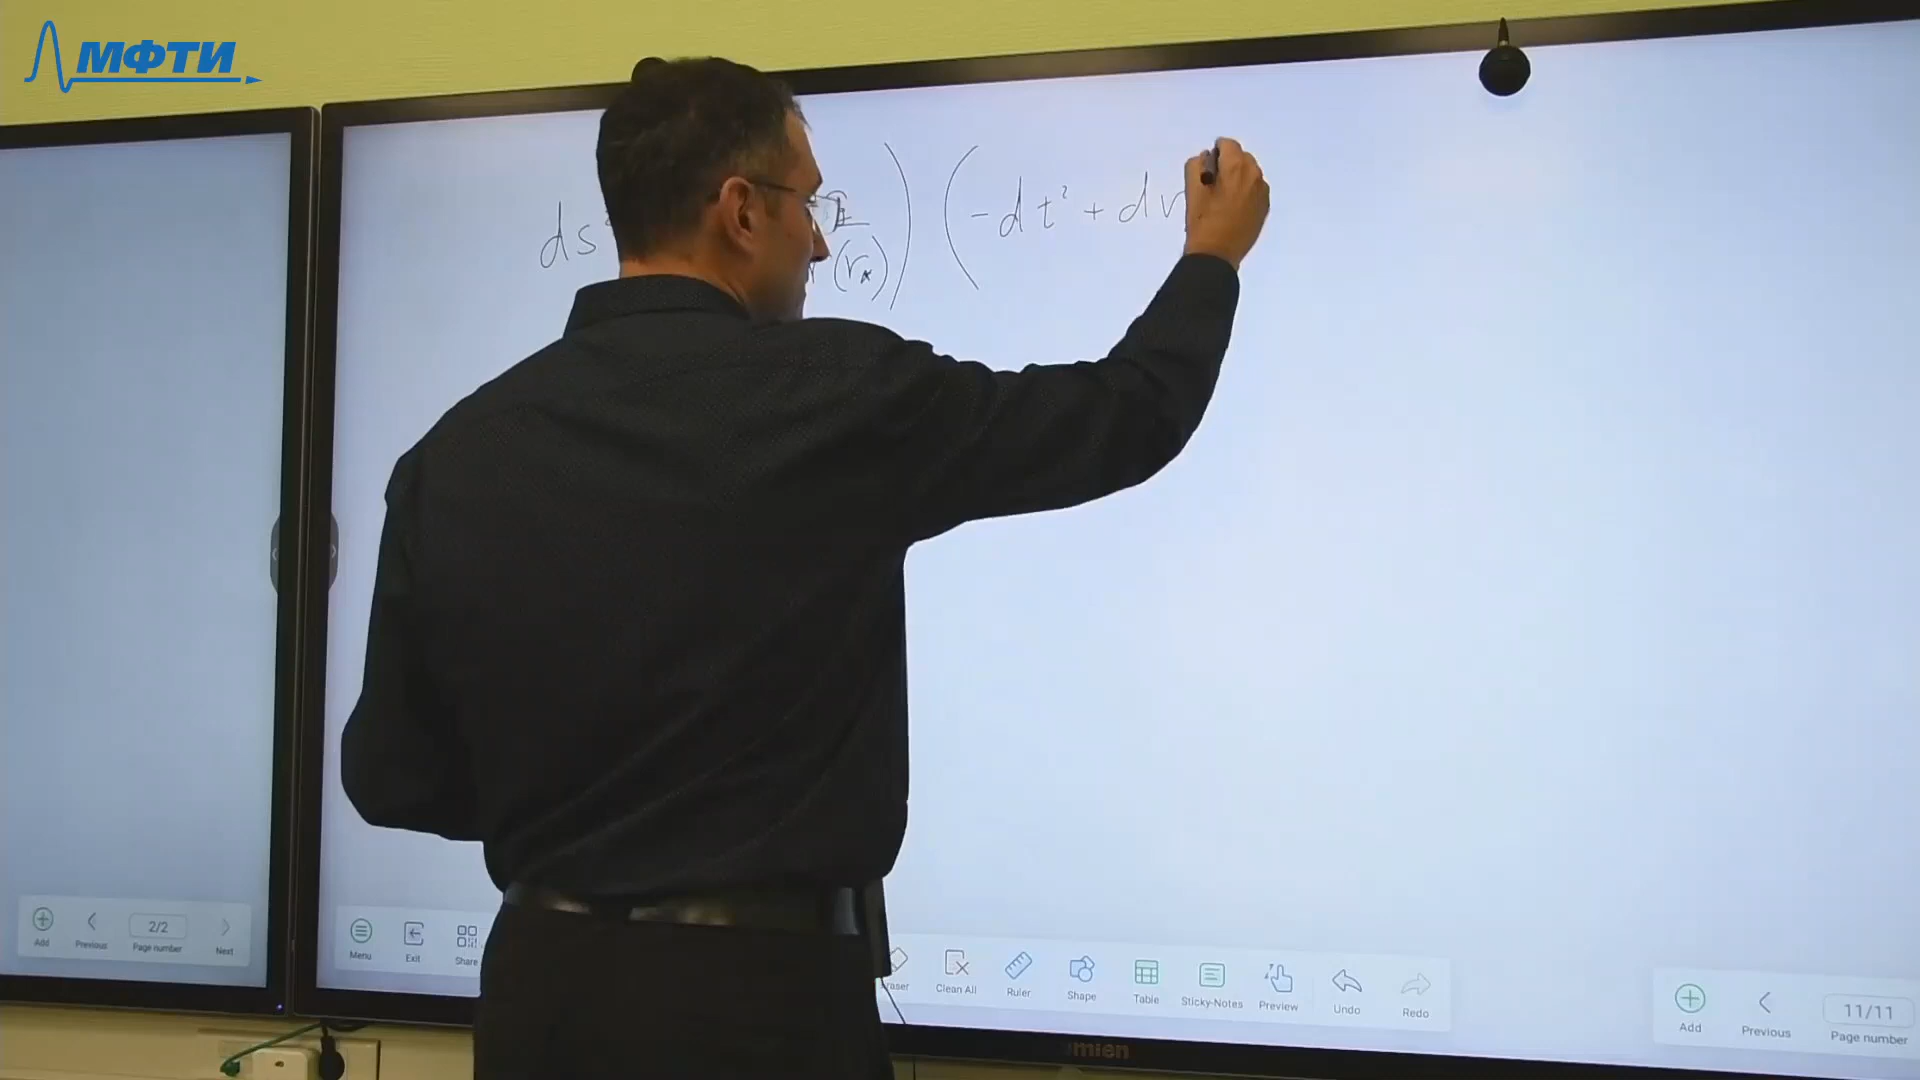 МФТИ
ds
r(r*)) (-dt² + dr
2/2
Add Previous Page number Next
Menu Exit Share
Eraser Clean All Ruler Shape Table Sticky-Notes Preview Undo Redo
11/11
Add Previous Page number